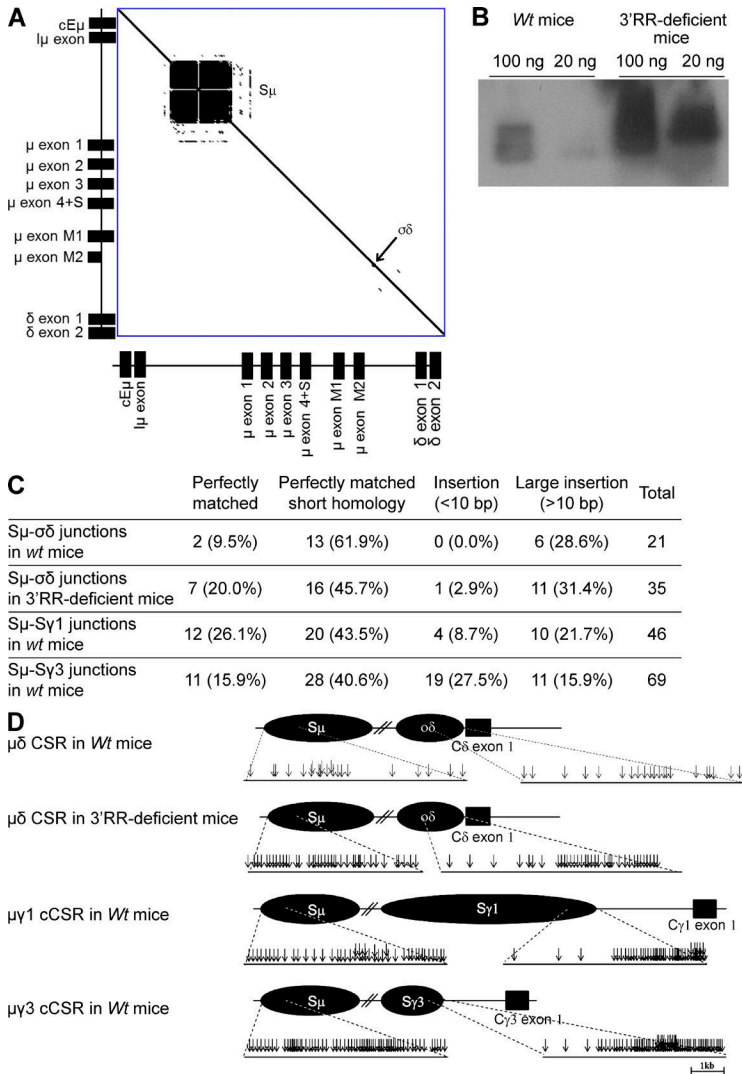 A
cEμ
Iμ exon
μ exon 1
μ exon 2
μ exon 3
μ exon 4+S
μ exon M1
μ exon M2
δ exon 1
δ exon 2
Sμ
σδ
cEμ
Iμ exon
μ exon 1
μ exon 2
μ exon 3
μ exon 4+S
μ exon M1
μ exon M2
δ exon 1
δ exon 2
B
Wt mice
3'RR-deficient
mice
100 ng 20 ng 100 ng 20 ng
C
Perfectly matched
Perfectly matched short homology
Insertion (<10 bp)
Large insertion (>10 bp)
Total
Sμ-σδ junctions in wt mice 2 (9.5%) 13 (61.9%) 0 (0.0%) 6 (28.6%) 21
Sμ-σδ junctions in 3'RR-deficient mice 7 (20.0%) 16 (45.7%) 1 (2.9%) 11 (31.4%) 35
Sμ-Sγ1 junctions in wt mice 12 (26.1%) 20 (43.5%) 4 (8.7%) 10 (21.7%) 46
Sμ-Sγ3 junctions in wt mice 11 (15.9%) 28 (40.6%) 19 (27.5%) 11 (15.9%) 69
D
μδ CSR in Wt mice
Sμ σδ
Cδ exon 1
μδ CSR in 3'RR-deficient mice
Sμ σδ
Cδ exon 1
μγ1 cCSR in Wt mice
Sμ Sγ1
Cγ1 exon 1
μγ3 cCSR in Wt mice
Sμ Sγ3
Cγ3 exon 1
1kb